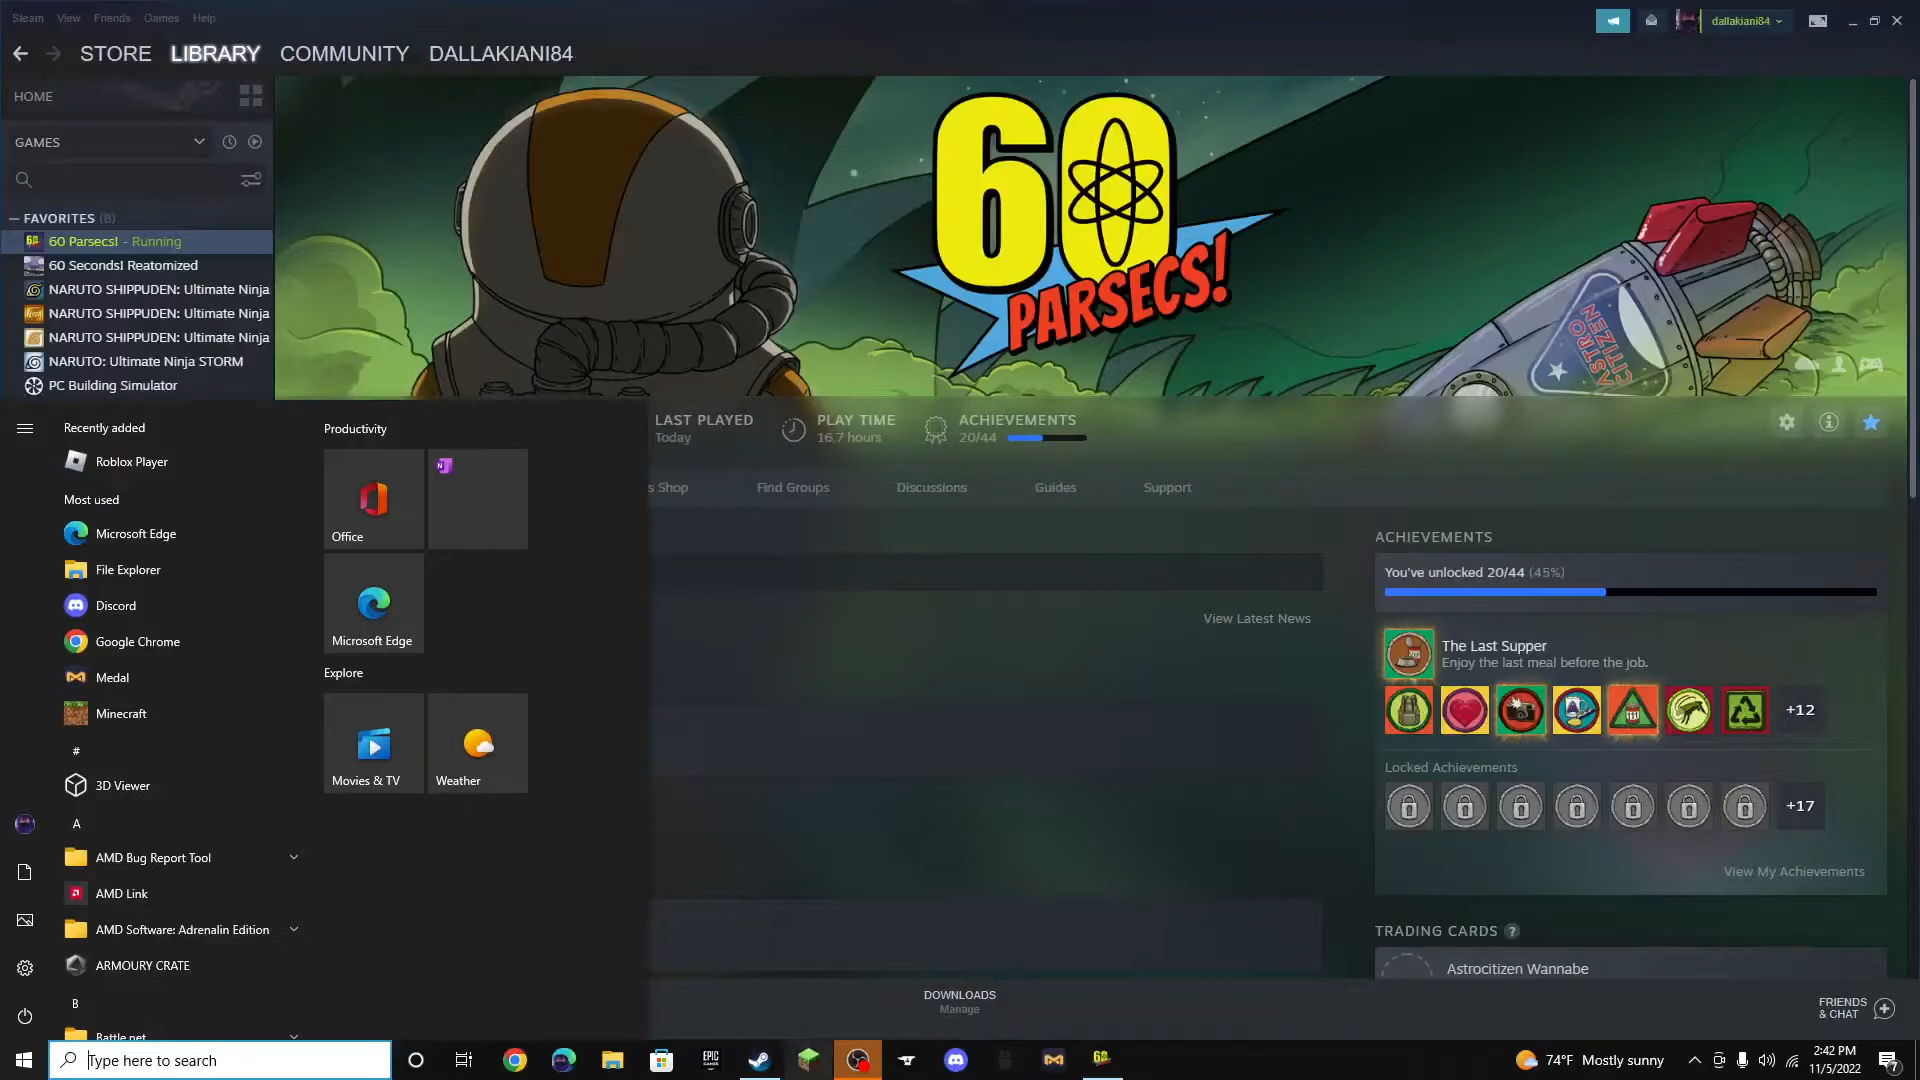 Steam View Friends Games Help
dallakiani84
STORE LIBRARY COMMUNITY DALLAKIANI84
HOME
GAMES
FAVORITES (8)
60 Parsecs! - Running
60 Seconds! Reatomized
NARUTO SHIPPUDEN: Ultimate Ninja
NARUTO SHIPPUDEN: Ultimate Ninja
NARUTO SHIPPUDEN: Ultimate Ninja
NARUTO: Ultimate Ninja STORM
PC Building Simulator
60
PARSECS!
ASTRO
CITIZEN
LAST PLAYED
Today
PLAY TIME
16.7 hours
ACHIEVEMENTS
20/44
s Shop
Find Groups
Discussions
Guides
Support
View Latest News
ACHIEVEMENTS
You've unlocked 20/44 (45%)
The Last Supper
Enjoy the last meal before the job.
+12
Locked Achievements
+17
View My Achievements
TRADING CARDS ?
Astrocitizen Wannabe
Recently added
Roblox Player
Most used
Microsoft Edge
File Explorer
Discord
Google Chrome
Medal
Minecraft
#
3D Viewer
A
AMD Bug Report Tool
AMD Link
AMD Software: Adrenalin Edition
ARMOURY CRATE
B
Battle.net
Productivity
Office
N
Microsoft Edge
Explore
Movies & TV
Weather
DOWNLOADS
Manage
FRIENDS
& CHAT
Type here to search
EPIC
GAMES
60
74°F Mostly sunny
2:42 PM
11/5/2022
7